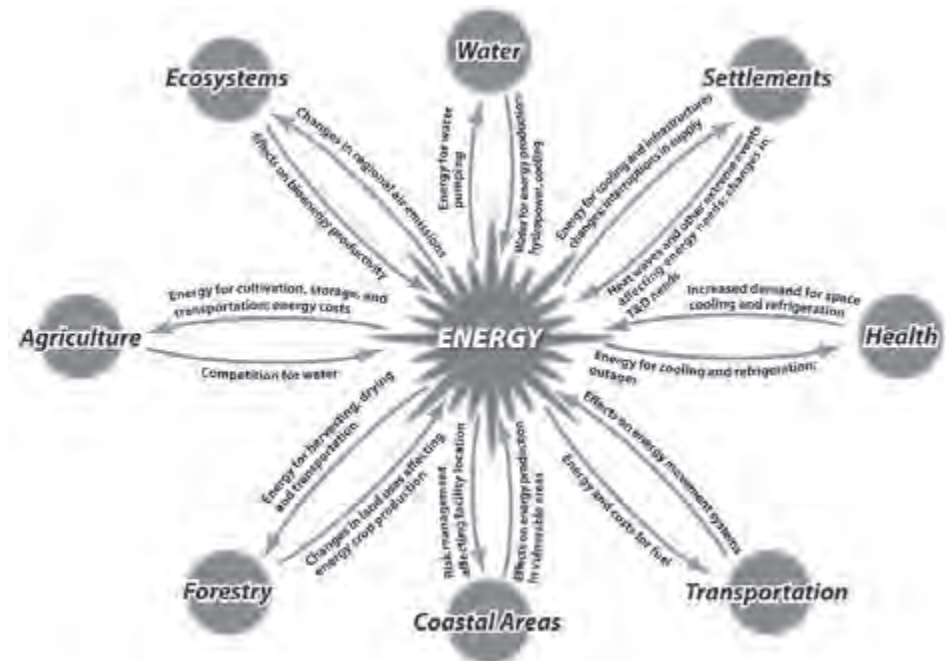 Water
Ecosystems
Settlements
Changes in regional air emissions
Effects on bioenergy productivity
Energy for water
pumping
Water for energy production:
hydropower, cooling
Energy for cooling and infrastructure
changes; interruptions in supply
Heat waves and other extreme events
affecting energy needs; changes in
T&D needs
Energy for cultivation, storage, and
transportation; energy costs
Increased demand for space
cooling and refrigeration
Agriculture
ENERGY
Health
Competition for water
Energy for cooling and refrigeration;
outages
Energy for harvesting, drying
and transportation
Changes in land uses affecting
energy crop production
Risk management
affecting facility location
Effects on energy production
in vulnerable areas
Energy and costs for fuel
Effects on energy movement systems
Forestry
Coastal Areas
Transportation